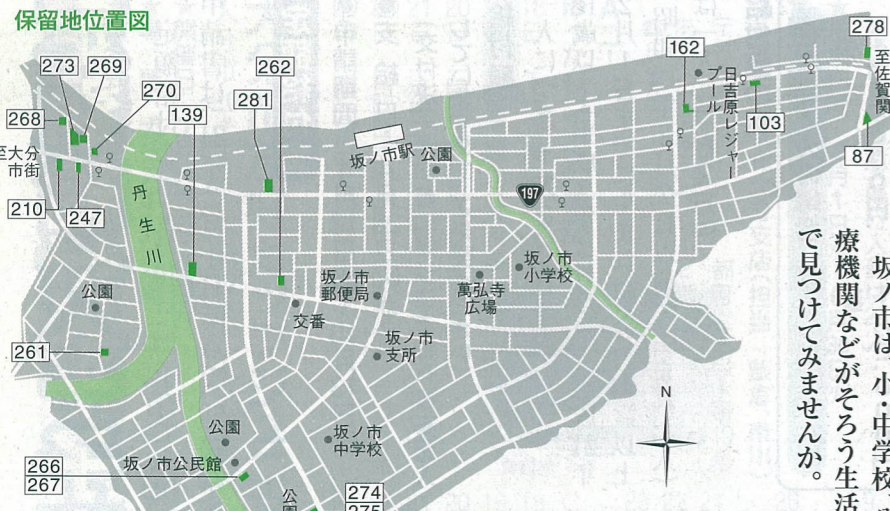 保留地位置図
278
273
269
262
162
至佐賀関
270
281
日吉原レジャー
プール
268
139
103
至大分
市街
坂ノ市駅
公園
87
210
247
197
丹生川
坂ノ市は、小・中学校、
療機関などがそろう生活
で見つけてみませんか。
坂ノ市
小学校
公園
坂ノ市
郵便局
萬弘寺
広場
交番
261
坂ノ市
支所
N
公園
坂ノ市
中学校
坂ノ市公民館
266
267
公園
274
275